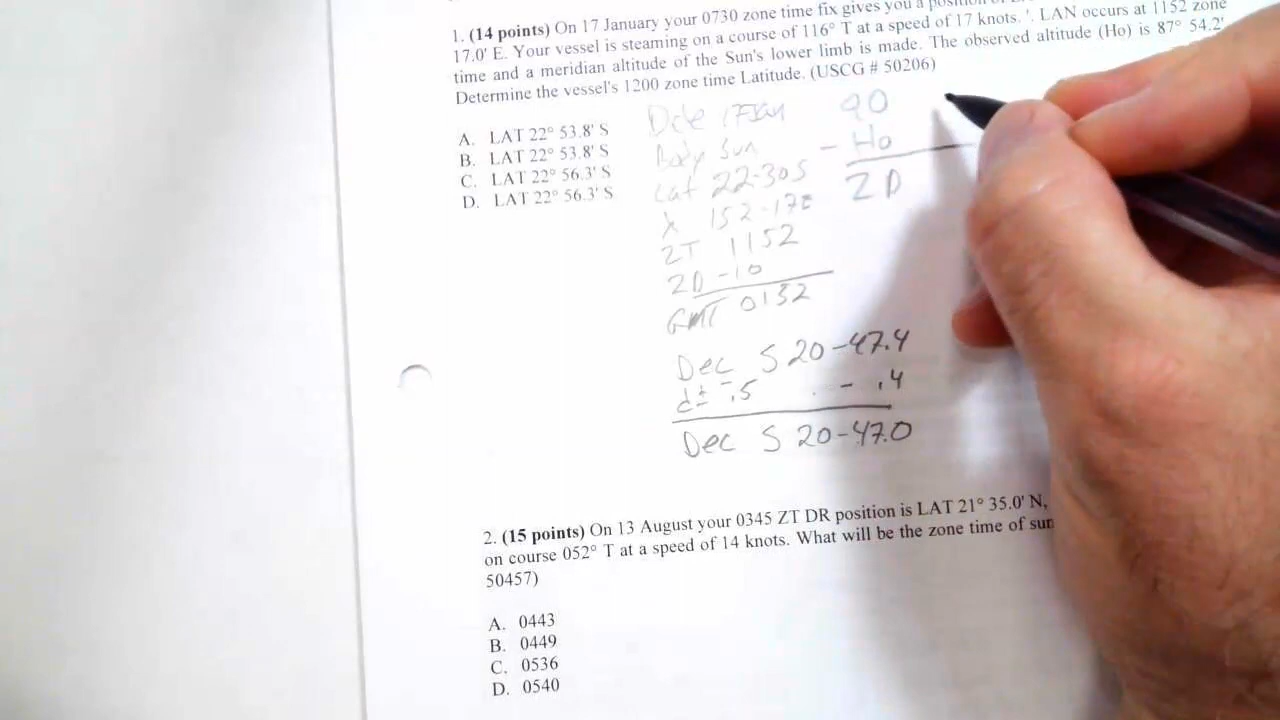 1. (14 points) On 17 January your 0730 zone time fix gives you a position of
17.0' E. Your vessel is steaming on a course of 116° T at a speed of 17 knots. '. LAN occurs at 1152 zone
time and a meridian altitude of the Sun's lower limb is made. The observed altitude (Ho) is 87° 54.2'.
Determine the vessel's 1200 zone time Latitude. (USCG # 50206)
A. LAT 22° 53.8' S
B. LAT 22° 53.8' S
C. LAT 22° 56.3' S
D. LAT 22° 56.3' S
Date 17 Jan
Body Sun
Lat 22-30 S
λ 152-17E
ZT 1152
ZD -10
GMT 0152
90
- Ho
ZD
Dec S 20-47.4
d± -.5 - .4
Dec S 20-47.0
2. (15 points) On 13 August your 0345 ZT DR position is LAT 21° 35.0' N,
on course 052° T at a speed of 14 knots. What will be the zone time of sun
50457)
A. 0443
B. 0449
C. 0536
D. 0540